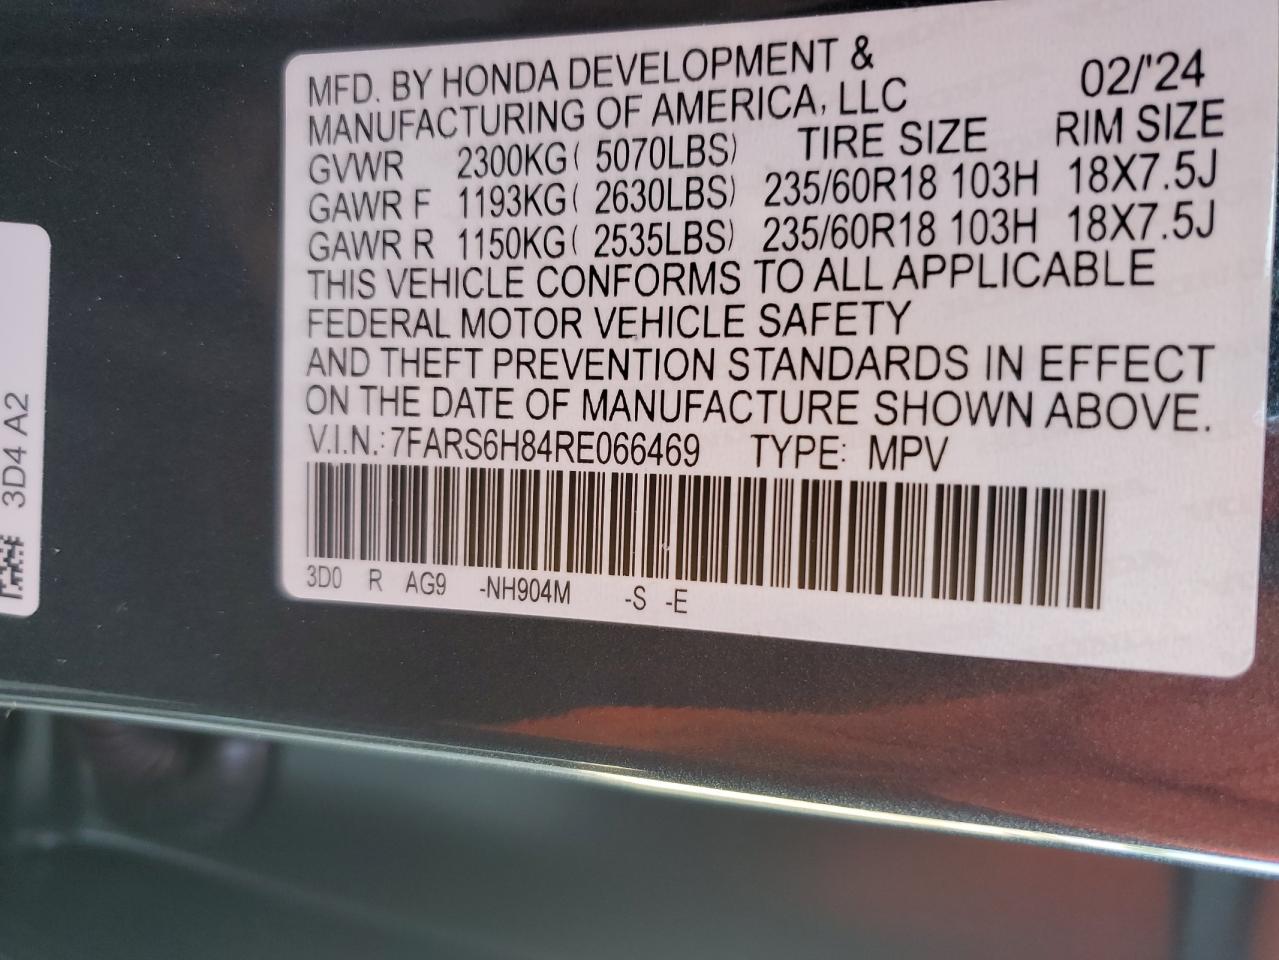 MFD. BY HONDA DEVELOPMENT & 02/'24
MANUFACTURING OF AMERICA, LLC
TIRE SIZE RIM SIZE
GVWR 2300KG( 5070LBS)
GAWR F 1193KG( 2630LBS) 235/60R18 103H 18X7.5J
GAWR R 1150KG( 2535LBS) 235/60R18 103H 18X7.5J
THIS VEHICLE CONFORMS TO ALL APPLICABLE
FEDERAL MOTOR VEHICLE SAFETY
AND THEFT PREVENTION STANDARDS IN EFFECT
ON THE DATE OF MANUFACTURE SHOWN ABOVE.
V.I.N.:7FARS6H84RE066469 TYPE: MPV
3D0 R AG9 -NH904M -S -E
3D4 A2